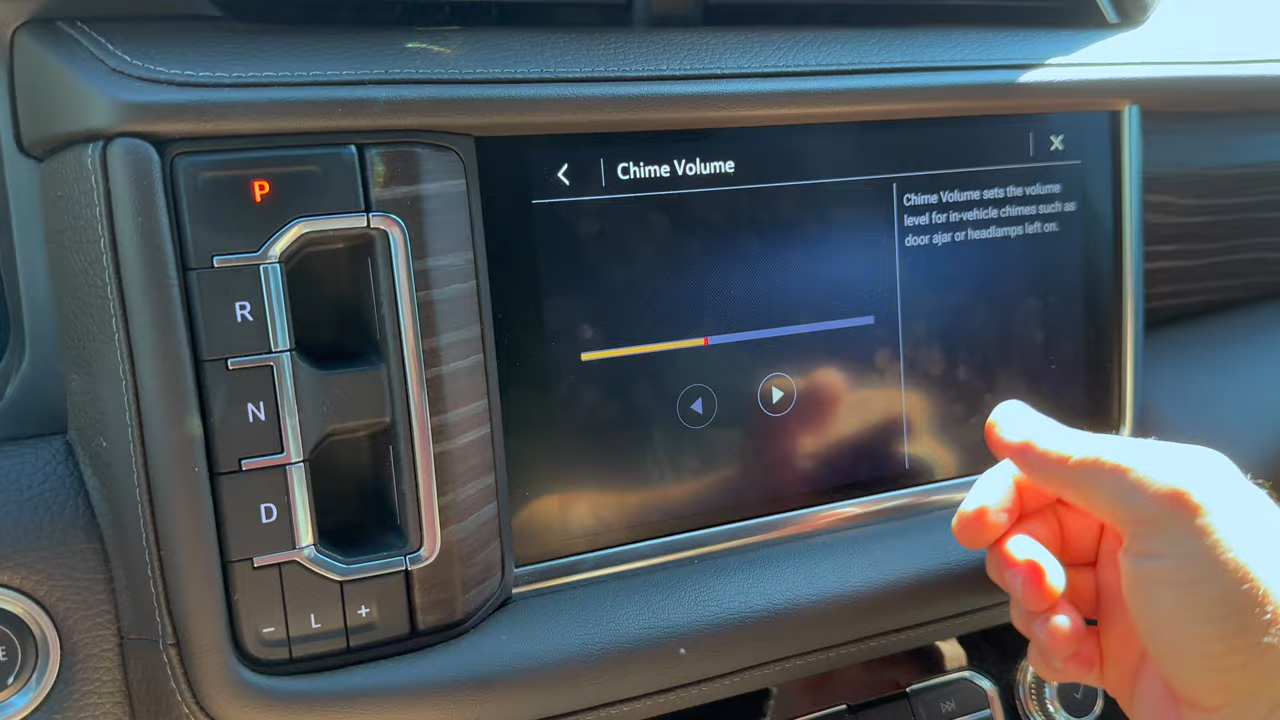 P
R
N
D
-
L
+
Chime Volume
X
Chime Volume sets the volume
level for in-vehicle chimes such as
door ajar or headlamps left on.
E